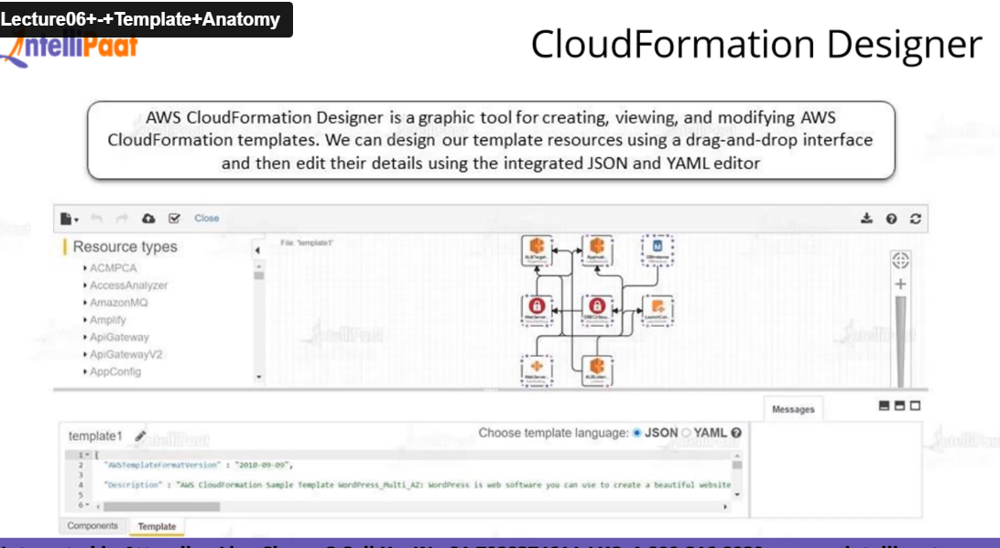 Lecture06+-+Template+Anatomy
IntelliPaat
CloudFormation Designer
AWS CloudFormation Designer is a graphic tool for creating, viewing, and modifying AWS
CloudFormation templates. We can design our template resources using a drag-and-drop interface
and then edit their details using the integrated JSON and YAML editor
Close
Resource types
File: 'template1'
ACMPCA
AccessAnalyzer
AmazonMQ
Amplify
ApiGateway
ApiGatewayV2
AppConfig
Messages
template1
Choose template language: JSON YAML
1 {
2 "AWSTemplateFormatVersion" : "2010-09-09",
3
4 "Description" : "AWS CloudFormation Sample Template WordPress_Multi_AZ: WordPress is web software you can use to create a beautiful website
5
6
Components Template